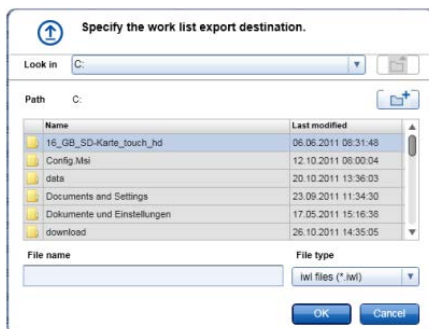 Specify the work list export destination.
Look in C:
Path C:
Name Last modified
16_GB_SD-Karte_touch_hd 06.06.2011 08:31:48
Config.Msi 12.10.2011 08:00:04
data 20.10.2011 13:36:03
Documents and Settings 23.09.2011 11:34:30
Dokumente und Einstellungen 17.05.2011 15:16:38
download 26.10.2011 14:35:05
File name File type
iwl files (*.iwl)
OK Cancel